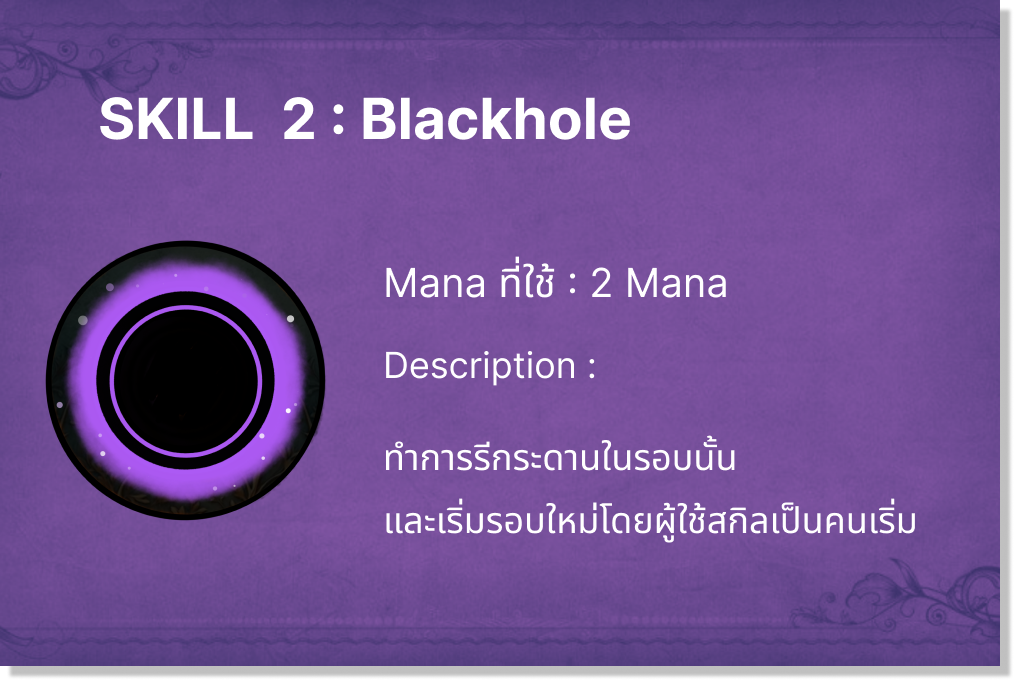 SKILL 2 : Blackhole
Mana ที่ใช้ : 2 Mana
Description :
ทำการรีกระดานในรอบนั้น
และเริ่มรอบใหม่โดยผู้ใช้สกิลเป็นคนเริ่ม